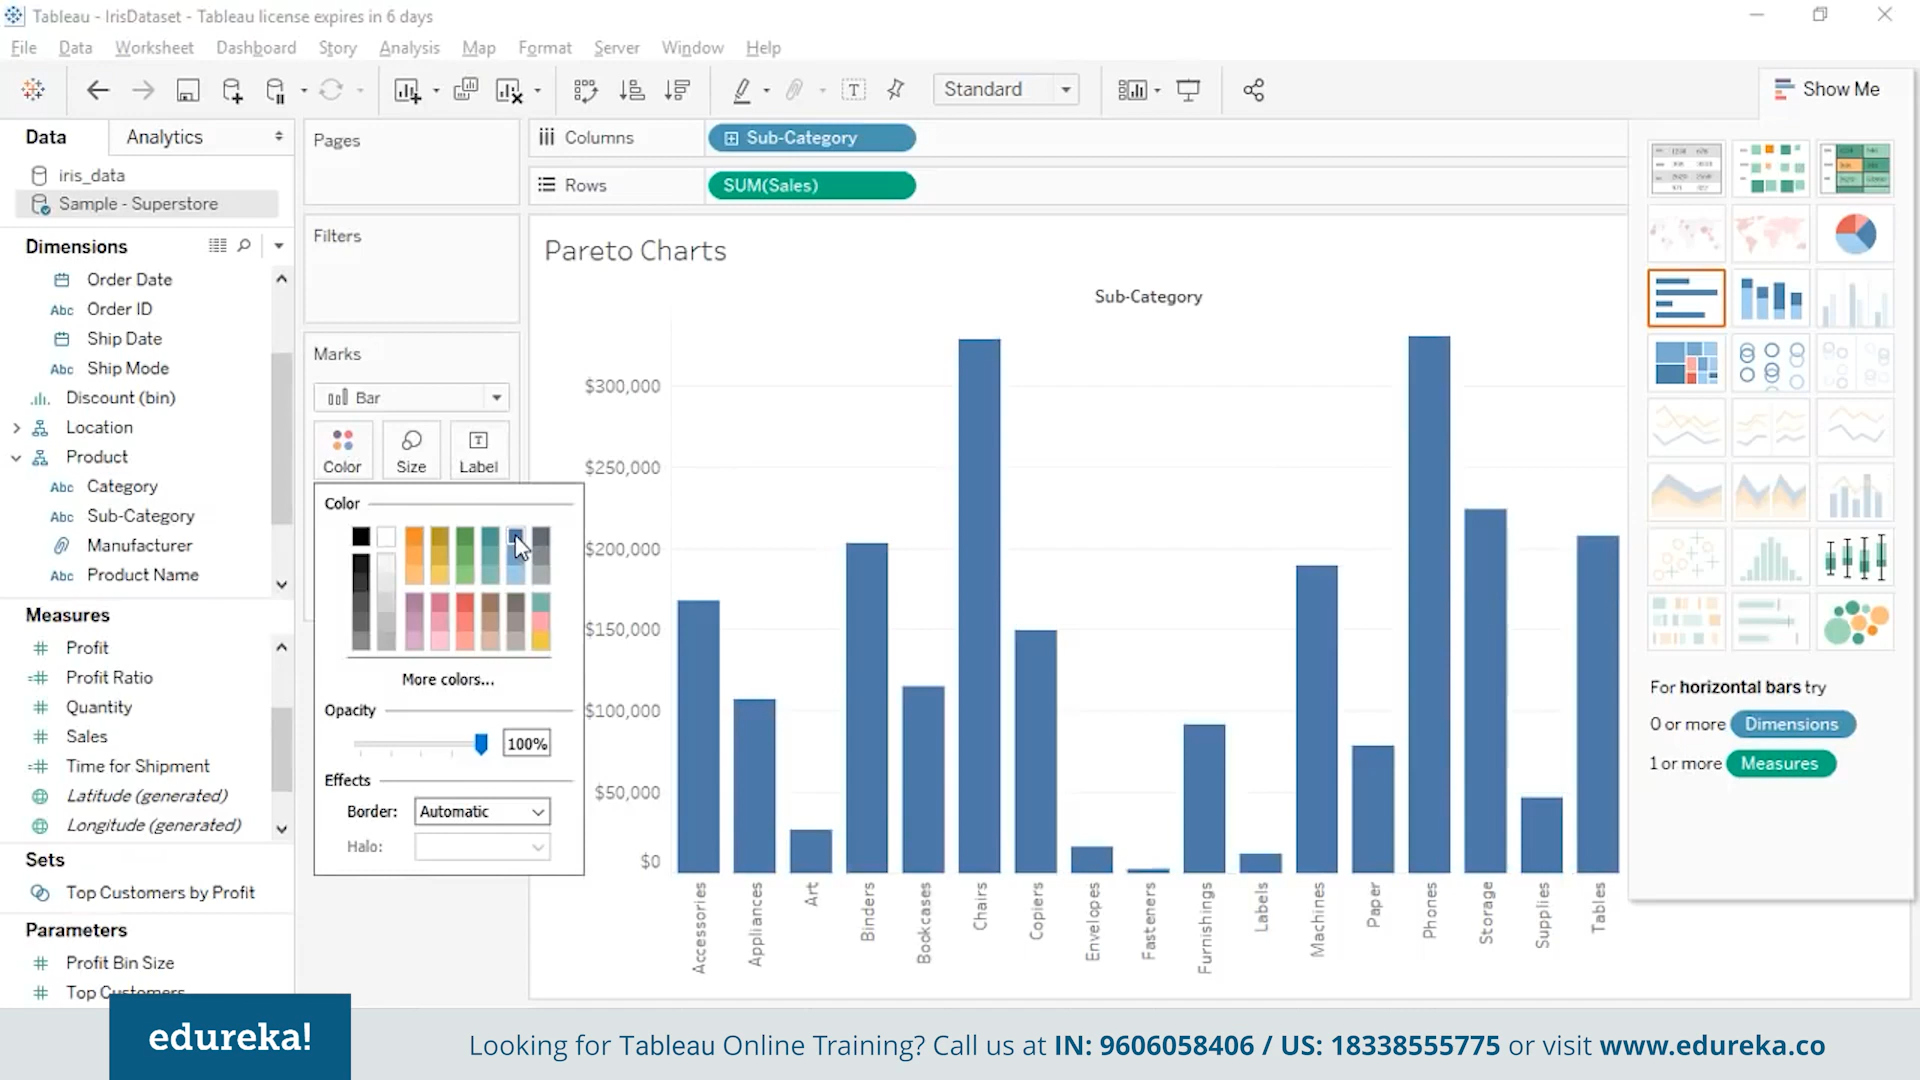 Tableau - IrisDataset - Tableau license expires in 6 days
File Data Worksheet Dashboard Story Analysis Map Format Server Window Help
Standard
Show Me
Data
Analytics
iris_data
Sample - Superstore
Dimensions
Order Date
Abc Order ID
Ship Date
Abc Ship Mode
Discount (bin)
Location
Product
Abc Category
Abc Sub-Category
Manufacturer
Abc Product Name
Measures
Profit
Profit Ratio
Quantity
Sales
Time for Shipment
Latitude (generated)
Longitude (generated)
Sets
Top Customers by Profit
Parameters
Profit Bin Size
Top Customers
Pages
Filters
Marks
Bar
Color Size Label
Color
More colors...
Opacity
100%
Effects
Border: Automatic
Halo:
Columns Sub-Category
Rows SUM(Sales)
Pareto Charts
Sub-Category
$300,000
$250,000
$200,000
$150,000
$100,000
$50,000
$0
Accessories
Appliances
Art
Binders
Bookcases
Chairs
Copiers
Envelopes
Fasteners
Furnishings
Labels
Machines
Paper
Phones
Storage
Supplies
Tables
For horizontal bars try
0 or more Dimensions
1 or more Measures
edureka!
Looking for Tableau Online Training? Call us at IN: 9606058406 / US: 18338555775 or visit www.edureka.co